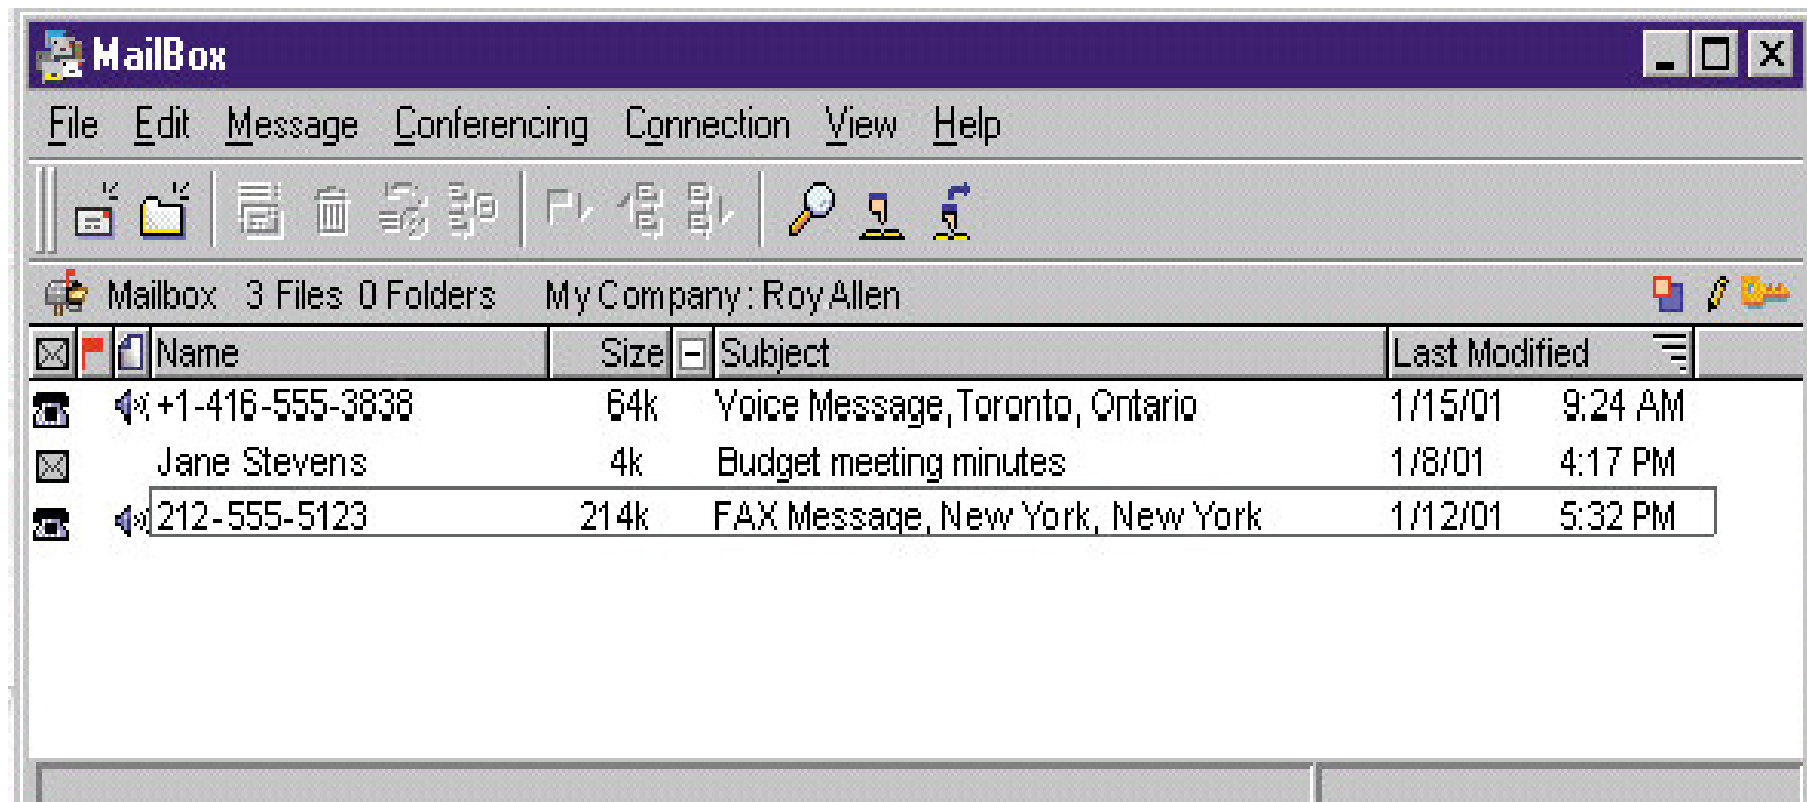 MailBox
File Edit Message Conferencing Connection View Help
Mailbox 3 Files 0 Folders My Company : Roy Allen
Name Size Subject Last Modified
+1-416-555-3838 64k Voice Message, Toronto, Ontario 1/15/01 9:24 AM
Jane Stevens 4k Budget meeting minutes 1/8/01 4:17 PM
212-555-5123 214k FAX Message, New York, New York 1/12/01 5:32 PM